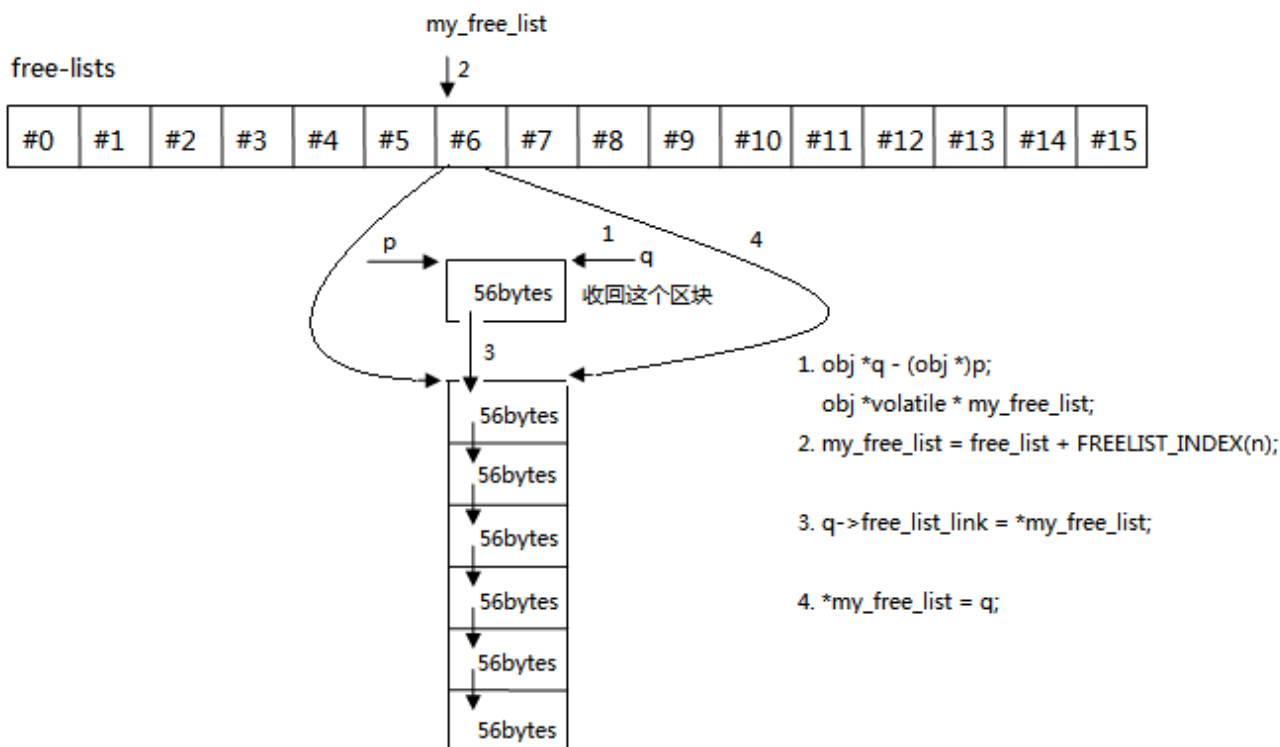 my_free_list
free-lists
2
#0 #1 #2 #3 #4 #5 #6 #7 #8 #9 #10 #11 #12 #13 #14 #15
p
1
q
4
56bytes
收回这个区块
3
56bytes
56bytes
56bytes
56bytes
56bytes
56bytes
1. obj *q - (obj *)p;
obj *volatile * my_free_list;
2. my_free_list = free_list + FREELIST_INDEX(n);
3. q->free_list_link = *my_free_list;
4. *my_free_list = q;